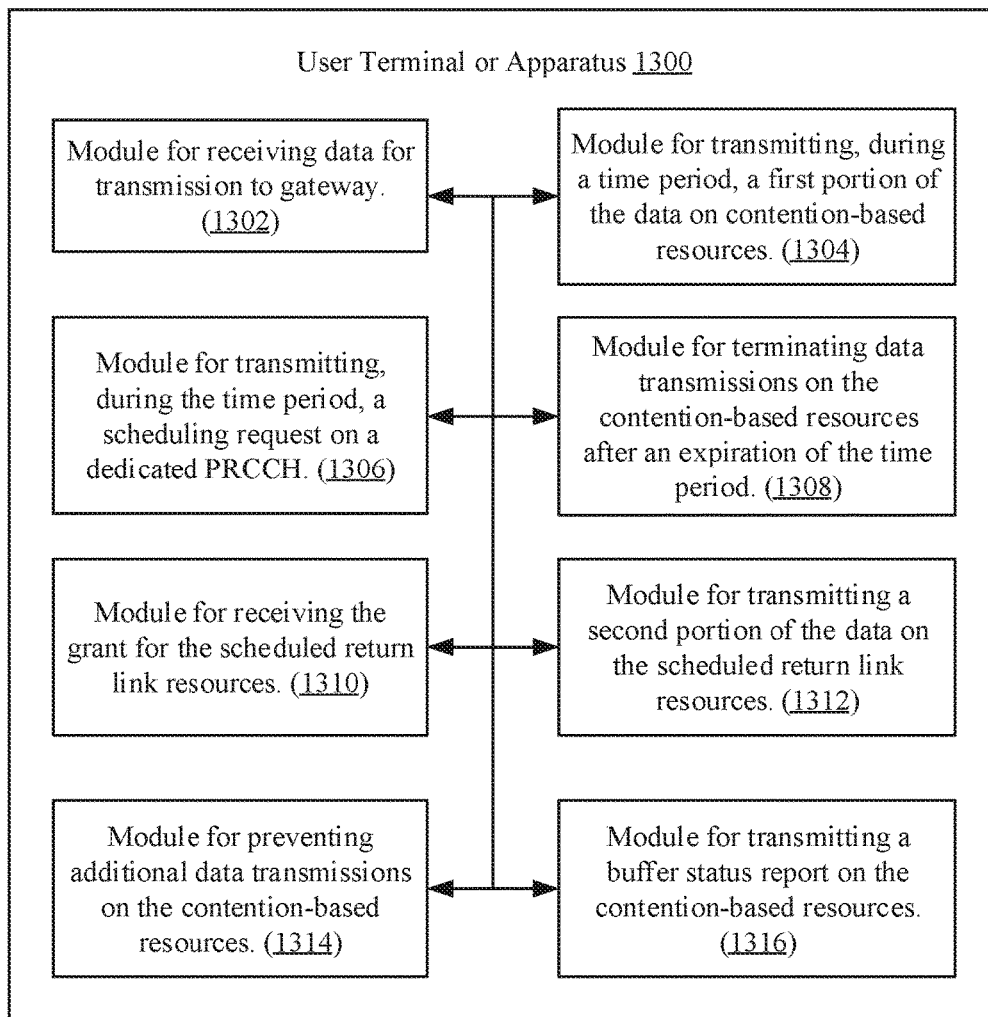 User Terminal or Apparatus 1300
Module for receiving data for
transmission to gateway.
(1302)
Module for transmitting, during
a time period, a first portion of
the data on contention-based
resources. (1304)
Module for transmitting,
during the time period, a
scheduling request on a
dedicated PRCCH. (1306)
Module for terminating data
transmissions on the
contention-based resources
after an expiration of the time
period. (1308)
Module for receiving the
grant for the scheduled return
link resources. (1310)
Module for transmitting a
second portion of the data on
the scheduled return link
resources. (1312)
Module for preventing
additional data transmissions
on the contention-based
resources. (1314)
Module for transmitting a
buffer status report on the
contention-based resources.
(1316)